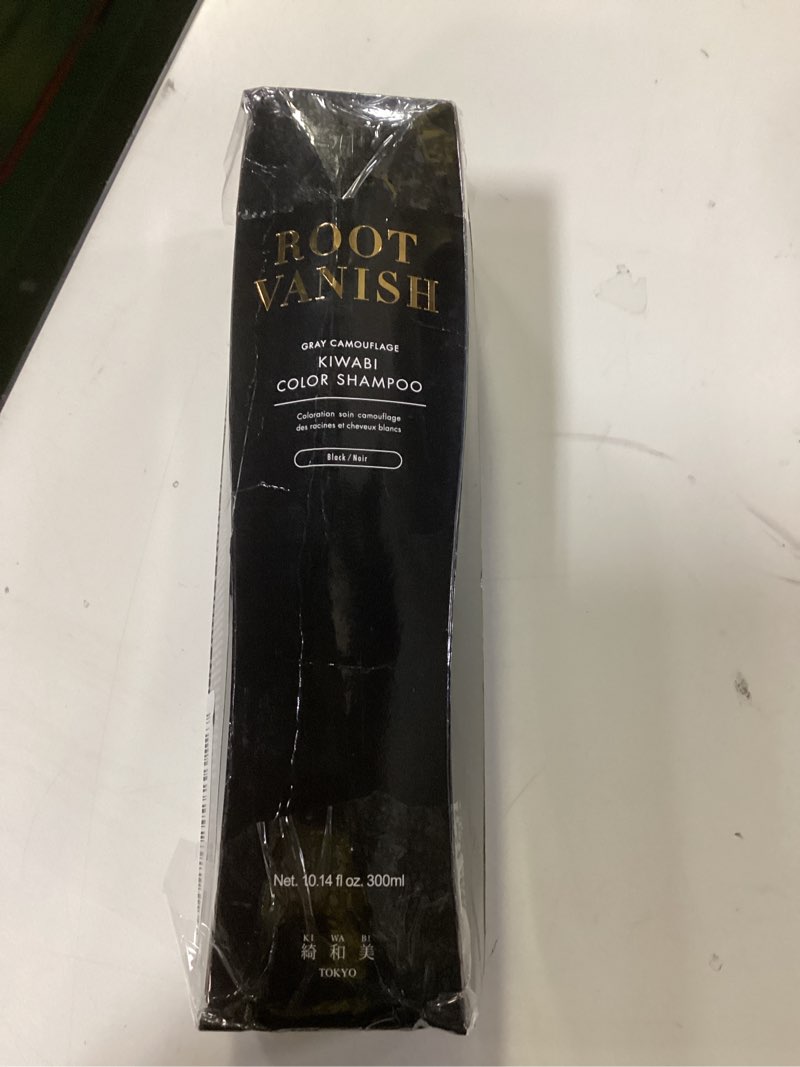 ROOT
VANISH
GRAY CAMOUFLAGE
KIWABI
COLOR SHAMPOO
Coloration soin camouflage
des racines et cheveux blancs
Black / Noir
Net. 10.14 fl oz. 300ml
KI WA BI
綺和美
TOKYO